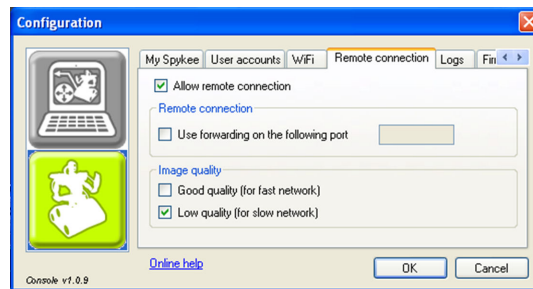 Configuration
My Spykee User accounts WiFi Remote connection Logs
Allow remote connection
Remote connection
Use forwarding on the following port
Image quality
Good quality (for fast network)
Low quality (for slow network)
Online help
OK Cancel
Console v1.0.9